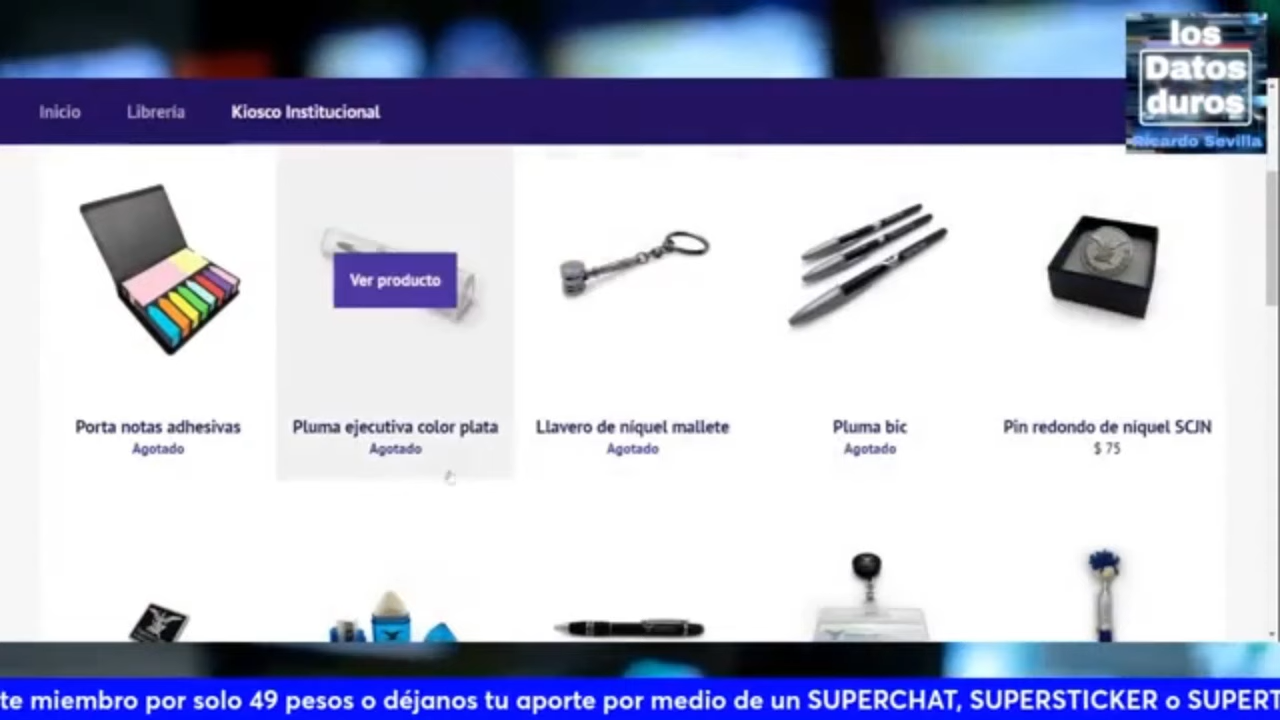 los
Datos
duros
Ricardo Sevilla
Inicio Librería Kiosco Institucional
Ver producto
Porta notas adhesivas
Agotado
Pluma ejecutiva color plata
Agotado
Llavero de níquel mallete
Agotado
Pluma bic
Agotado
Pin redondo de níquel SCJN
$ 75
te miembro por solo 49 pesos o déjanos tu aporte por medio de un SUPERCHAT, SUPERSTICKER o SUPERT